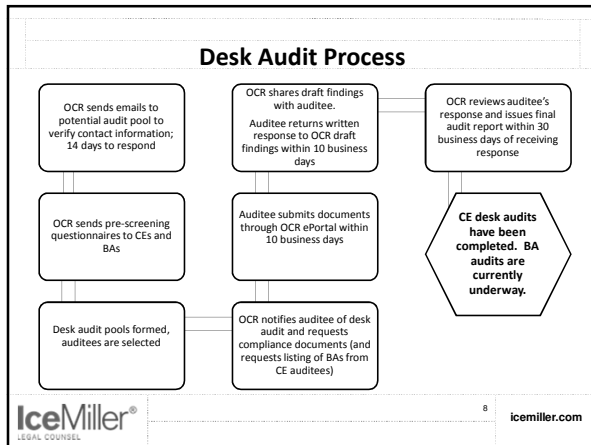 Desk Audit Process
OCR sends emails to
potential audit pool to
verify contact information;
14 days to respond
OCR sends pre-screening
questionnaires to CEs and
BAs
Desk audit pools formed,
auditees are selected
OCR notifies auditee of desk
audit and requests
compliance documents (and
requests listing of BAs from
CE auditees)
Auditee submits documents
through OCR ePortal within
10 business days
OCR shares draft findings
with auditee.
Auditee returns written
response to OCR draft
findings within 10 business
days
OCR reviews auditee's
response and issues final
audit report within 30
business days of receiving
response
CE desk audits
have been
completed. BA
audits are
currently
underway.
IceMiller®
LEGAL COUNSEL
8
icemiller.com